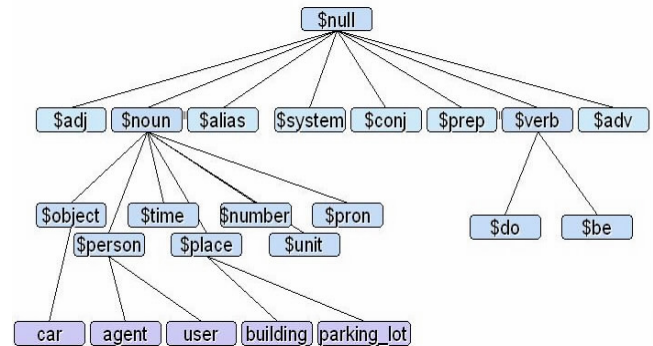 $null
$adj $noun $alias $system $conj $prep $verb $adv
$object $time $number $pron $do $be
$person $place $unit
car agent user building parking_lot